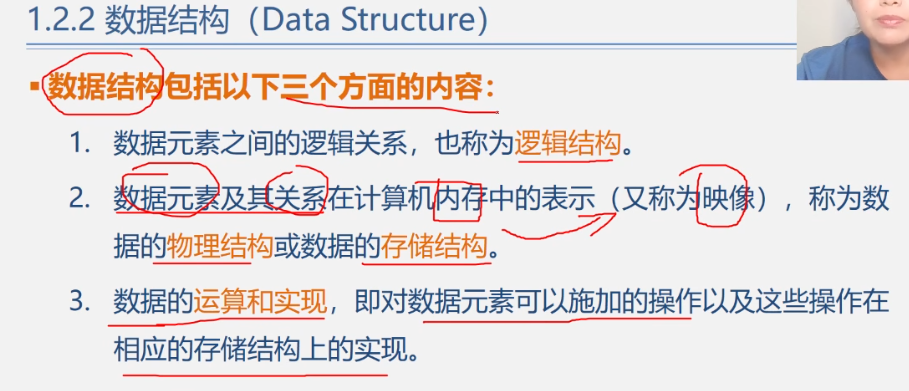 1.2.2 数据结构（Data Structure）
▪数据结构包括以下三个方面的内容：
1. 数据元素之间的逻辑关系，也称为逻辑结构。
2. 数据元素及其关系在计算机内存中的表示（又称为映像），称为数
据的物理结构或数据的存储结构。
3. 数据的运算和实现，即对数据元素可以施加的操作以及这些操作在
相应的存储结构上的实现。